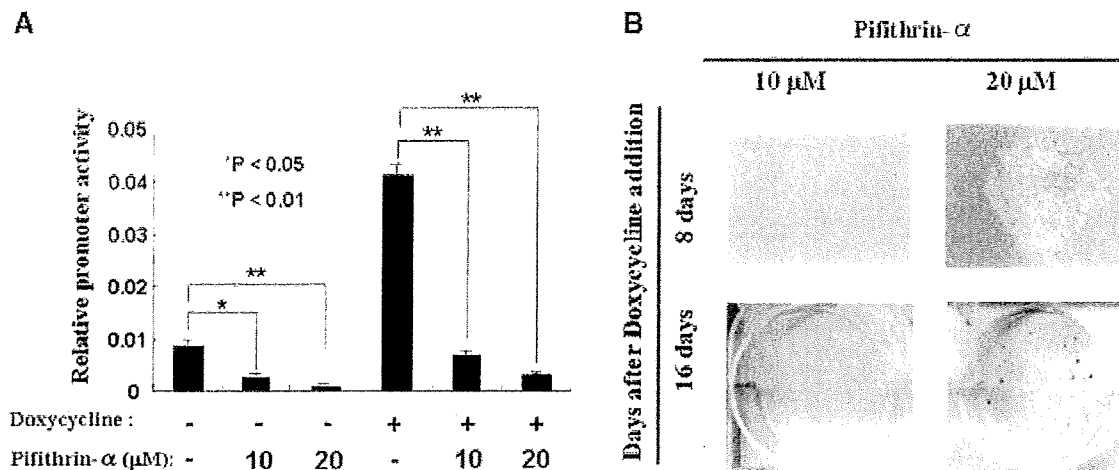 A
Relative promoter activity
0.05
0.04
0.03
0.02
0.01
0
*P < 0.05
**P < 0.01
*
**
**
**
Doxycycline : - - - + + +
Pifithrin-α (μM): - 10 20 - 10 20
B
Pifithrin-α
10 μM 20 μM
Days after Doxycycline addition
8 days
16 days